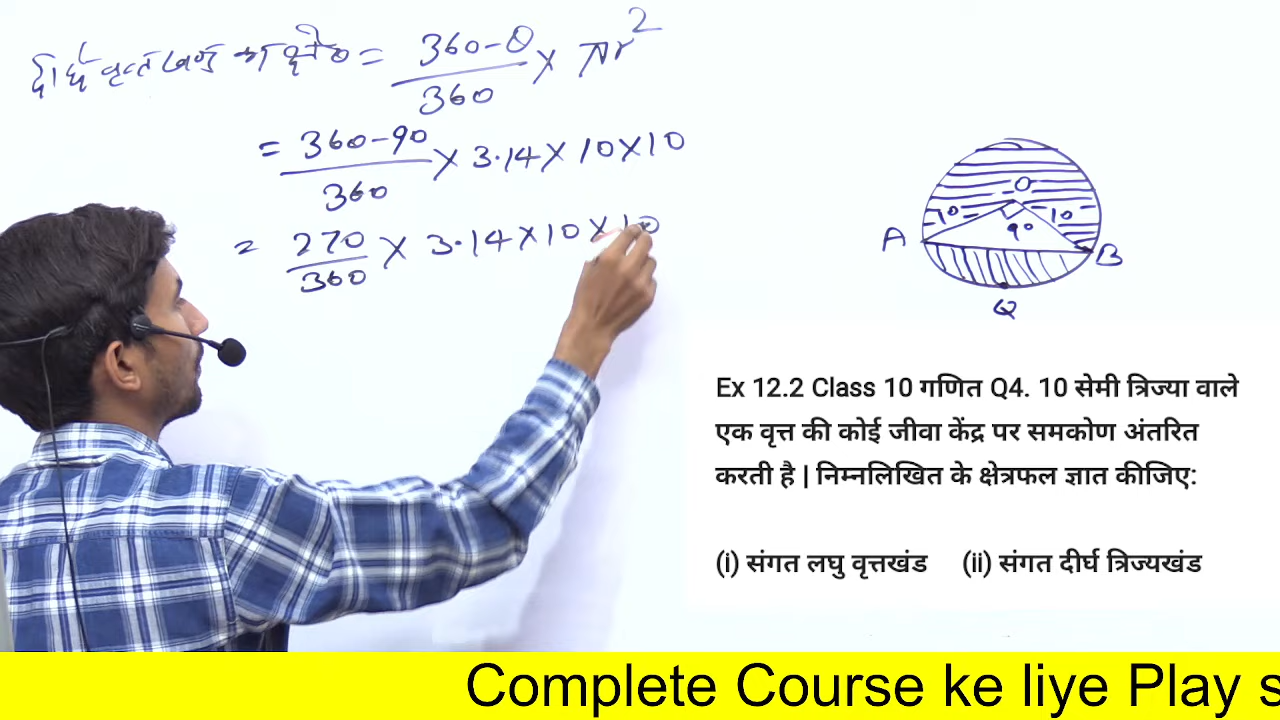 दीर्घ वृत्तखण्ड का क्षे० = 360-θ/360 × πr²
= 360-90/360 × 3.14 × 10 × 10
= 270/360 × 3.14 × 10 × 10
O
10 10
90
A B
Q
Ex 12.2 Class 10 गणित Q4. 10 सेमी त्रिज्या वाले
एक वृत्त की कोई जीवा केंद्र पर समकोण अंतरित
करती है | निम्नलिखित के क्षेत्रफल ज्ञात कीजिए:
(i) संगत लघु वृत्तखंड (ii) संगत दीर्घ त्रिज्यखंड
Complete Course ke liye Play s